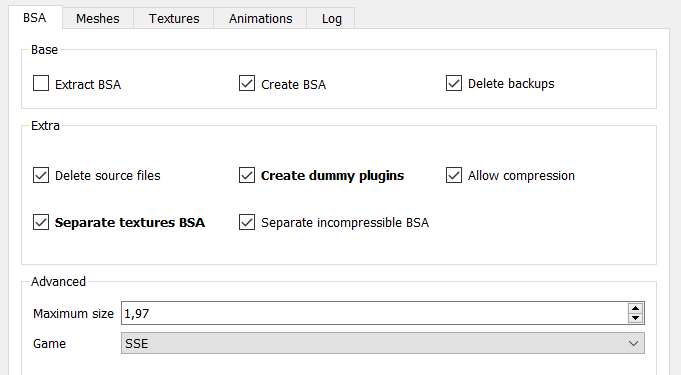 BSA Meshes Textures Animations Log
Base
Extract BSA Create BSA Delete backups
Extra
Delete source files Create dummy plugins Allow compression
Separate textures BSA Separate incompressible BSA
Advanced
Maximum size 1,97
Game SSE